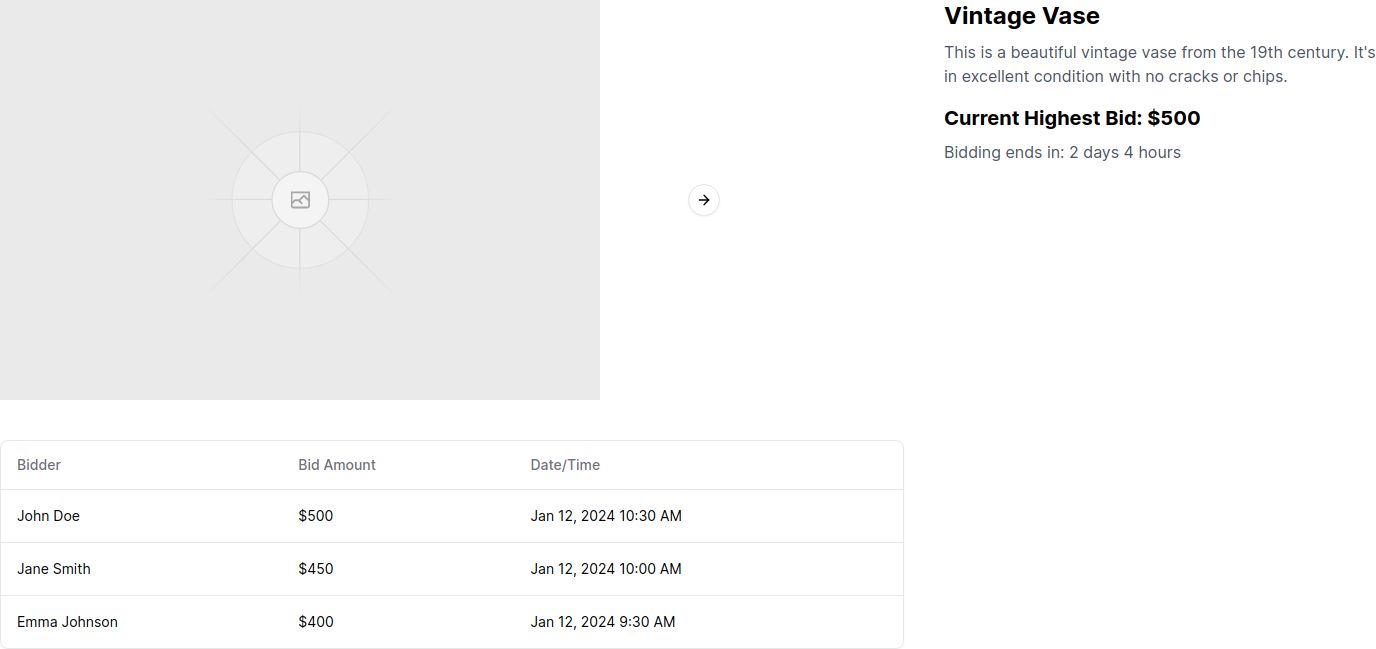 Vintage Vase
This is a beautiful vintage vase from the 19th century. It's
in excellent condition with no cracks or chips.
Current Highest Bid: $500
Bidding ends in: 2 days 4 hours
Bidder Bid Amount Date/Time
John Doe $500 Jan 12, 2024 10:30 AM
Jane Smith $450 Jan 12, 2024 10:00 AM
Emma Johnson $400 Jan 12, 2024 9:30 AM